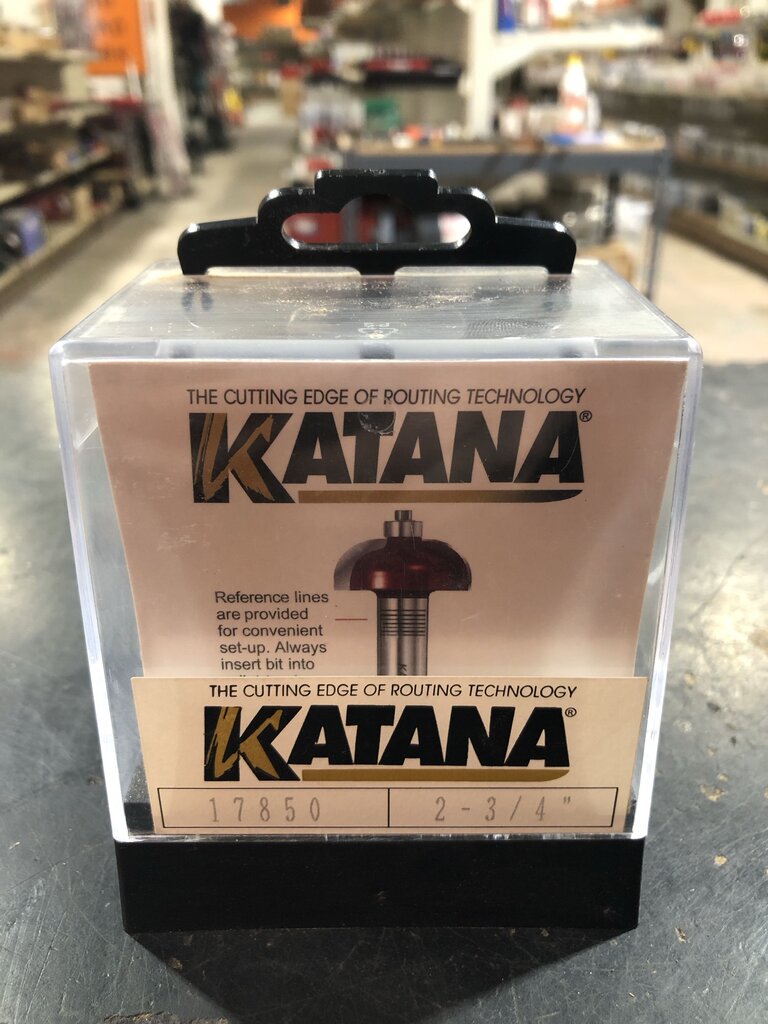 THE CUTTING EDGE OF ROUTING TECHNOLOGY
KATANA®
Reference lines
are provided
for convenient
set-up. Always
insert bit into
THE CUTTING EDGE OF ROUTING TECHNOLOGY
KATANA®
17850
2-3/4"